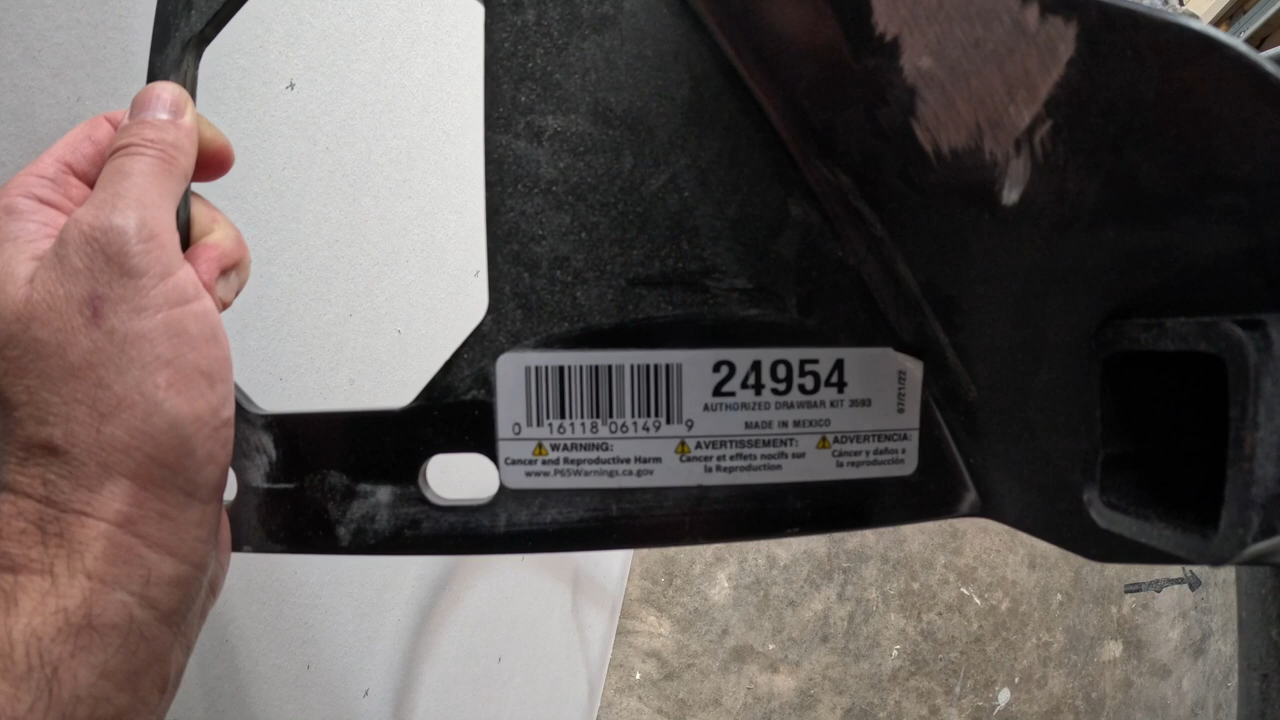 24954
AUTHORIZED DRAWBAR KIT 3593
07/21/22
0 16118 06149 9
MADE IN MEXICO
WARNING:
Cancer and Reproductive Harm
www.P65Warnings.ca.gov
AVERTISSEMENT:
Cancer et effets nocifs sur
la Reproduction
ADVERTENCIA:
Cáncer y daños a
la reproducción